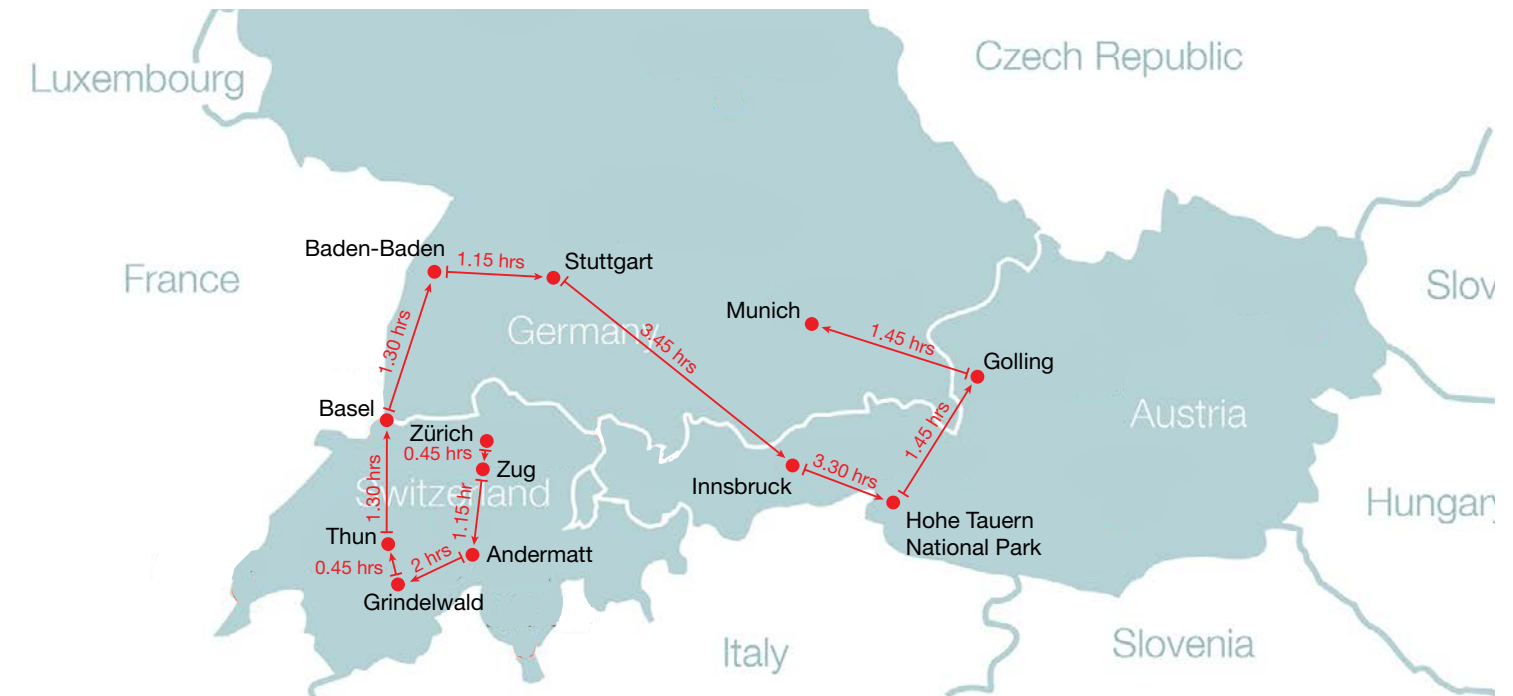 Czech Republic
Luxembourg
Baden-Baden
1.15 hrs
Stuttgart
France
Slov
Munich
1.30 hrs
Germany
3.45 hrs
1.45 hrs
Golling
Basel
Zürich
0.45 hrs
Zug
Austria
1.45 hrs
3.30 hrs
Innsbruck
Switzerland
1.30 hrs
1.15 hr
Hungary
Hohe Tauern
National Park
Thun
2 hrs
Andermatt
0.45 hrs
Grindelwald
Italy
Slovenia